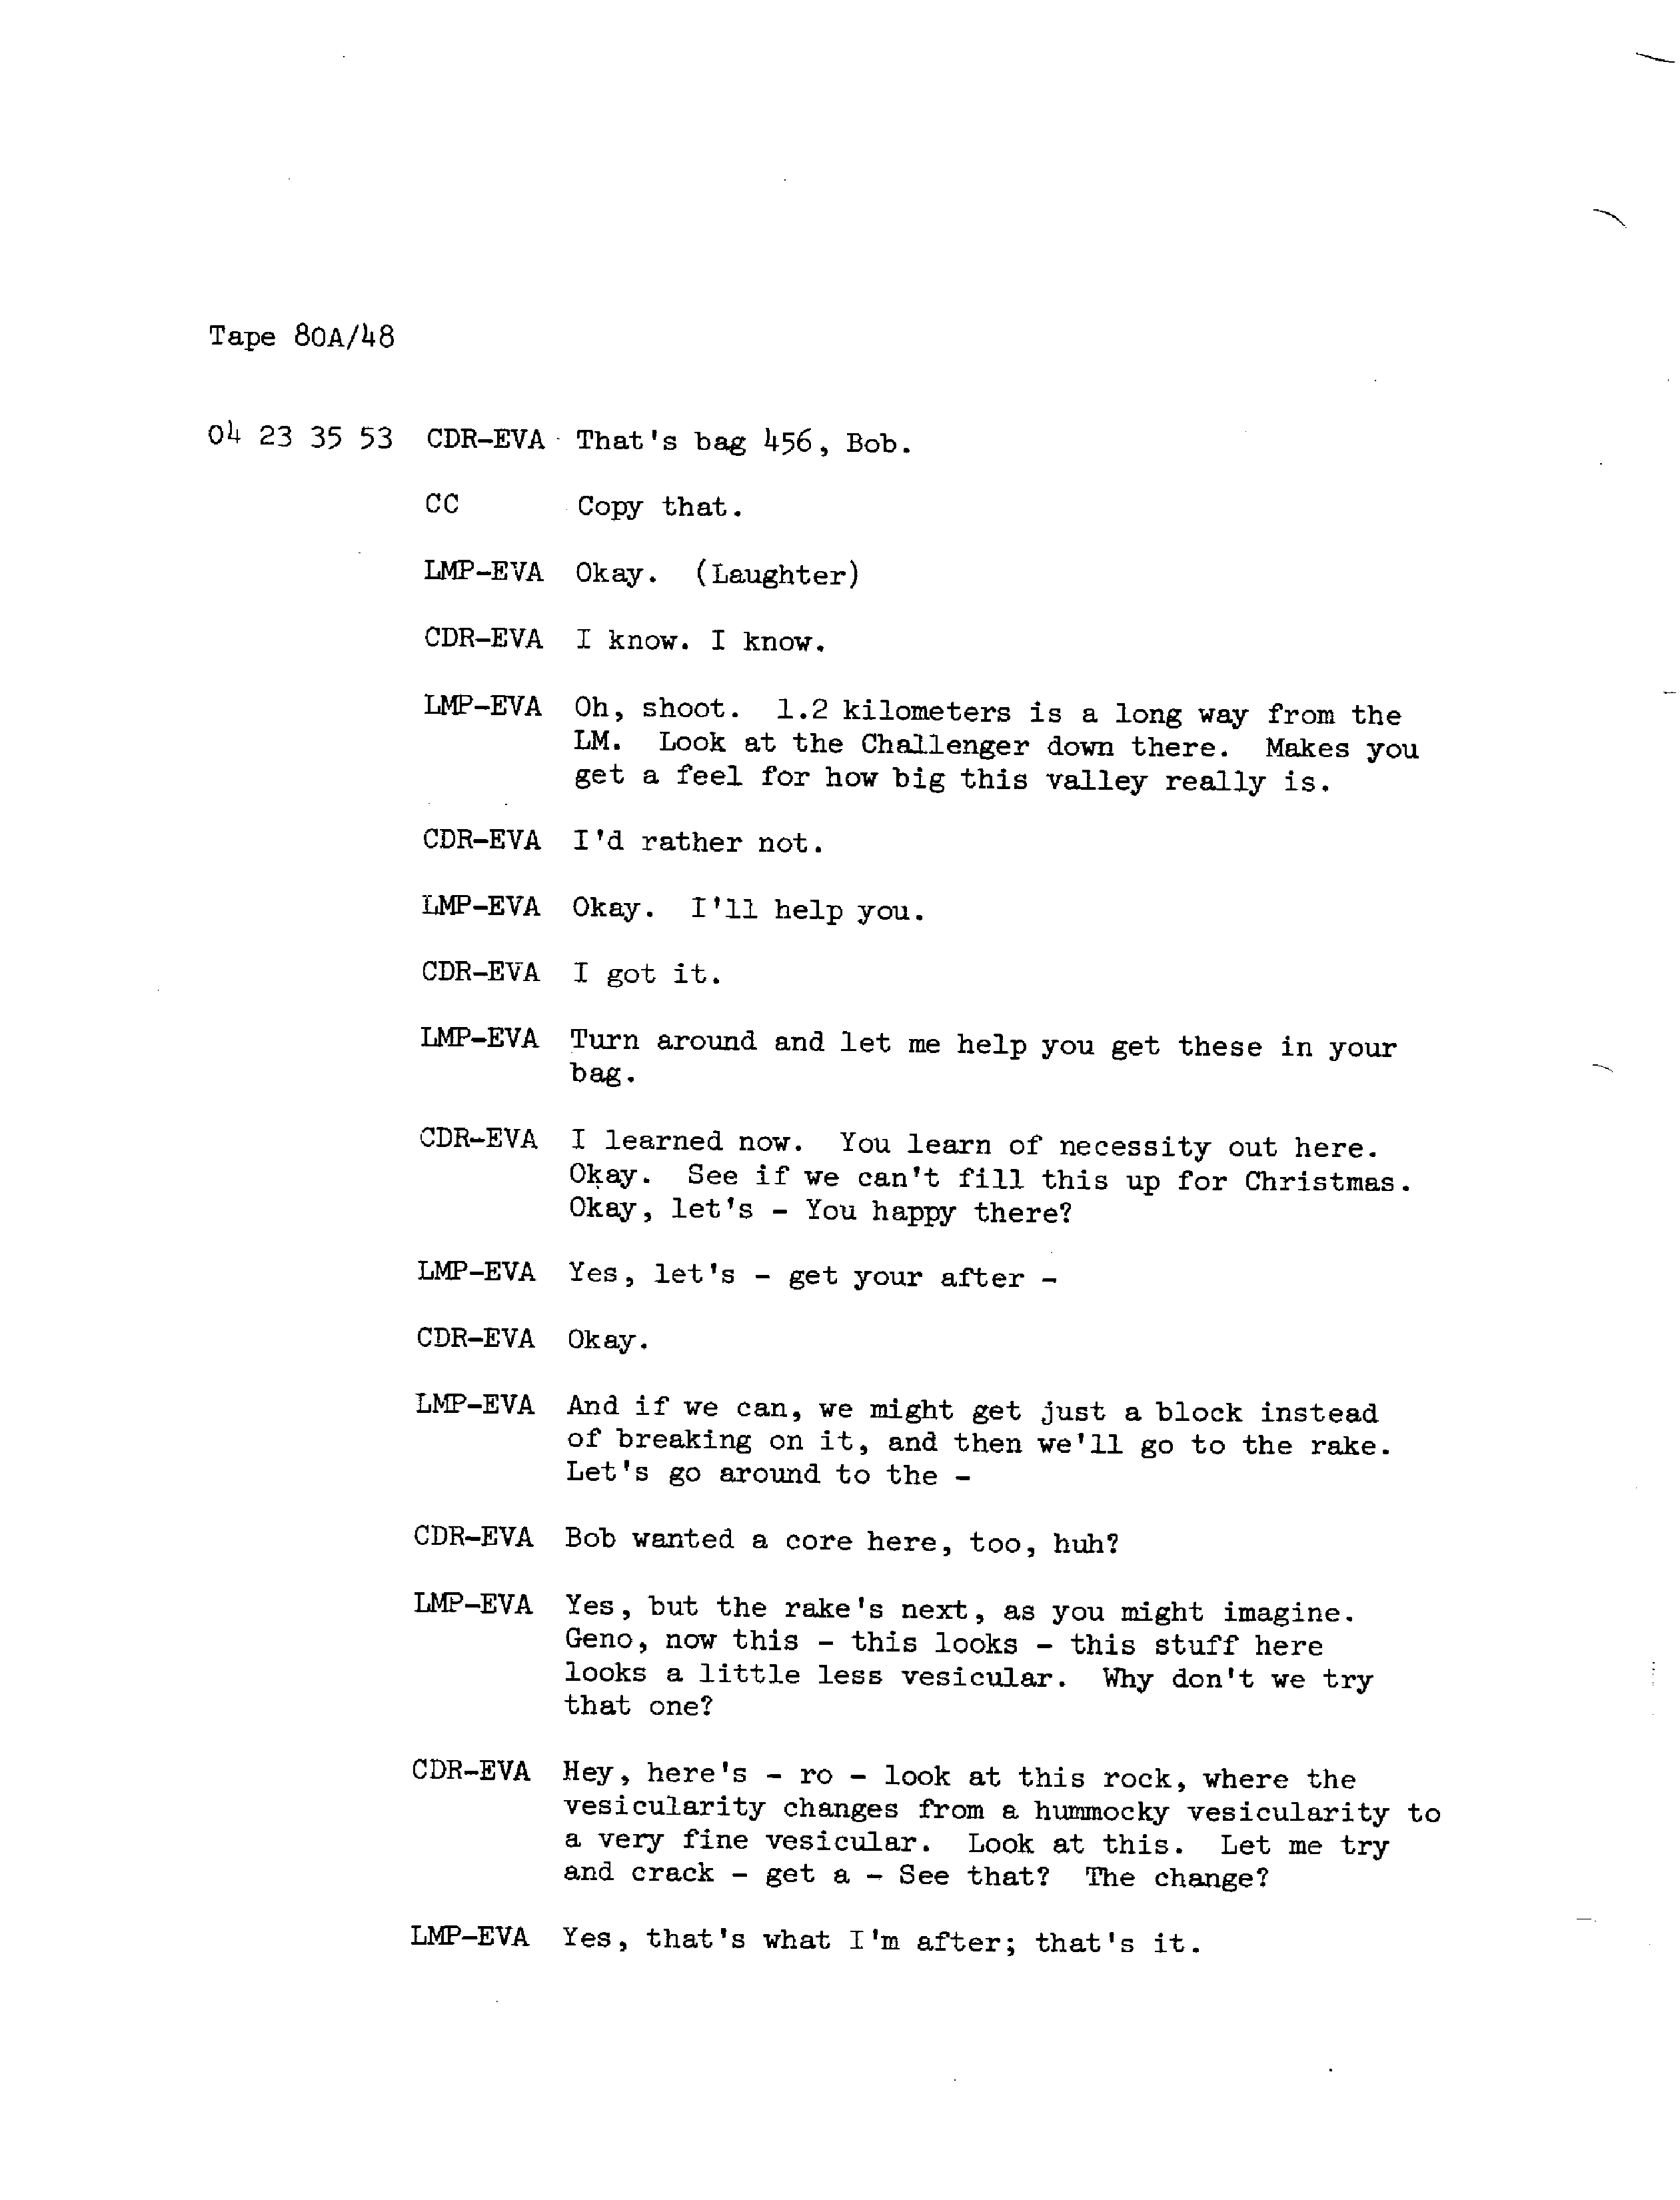 Tape 80A/48
04 23 35 53 CDR-EVA That's bag 456, Bob.
CC Copy that.
LMP-EVA Okay. (Laughter)
CDR-EVA I know. I know.
LMP-EVA Oh, shoot. 1.2 kilometers is a long way from the
LM. Look at the Challenger down there. Makes you
get a feel for how big this valley really is.
CDR-EVA I'd rather not.
LMP-EVA Okay. I'll help you.
CDR-EVA I got it.
LMP-EVA Turn around and let me help you get these in your
bag.
CDR-EVA I learned now. You learn of necessity out here.
Okay. See if we can't fill this up for Christmas.
Okay, let's - You happy there?
LMP-EVA Yes, let's - get your after -
CDR-EVA Okay.
LMP-EVA And if we can, we might get just a block instead
of breaking on it, and then we'll go to the rake.
Let's go around to the -
CDR-EVA Bob wanted a core here, too, huh?
LMP-EVA Yes, but the rake's next, as you might imagine.
Geno, now this - this looks - this stuff here
looks a little less vesicular. Why don't we try
that one?
CDR-EVA Hey, here's - ro - look at this rock, where the
vesicularity changes from a hummocky vesicularity to
a very fine vesicular. Look at this. Let me try
and crack - get a - See that? The change?
LMP-EVA Yes, that's what I'm after; that's it.